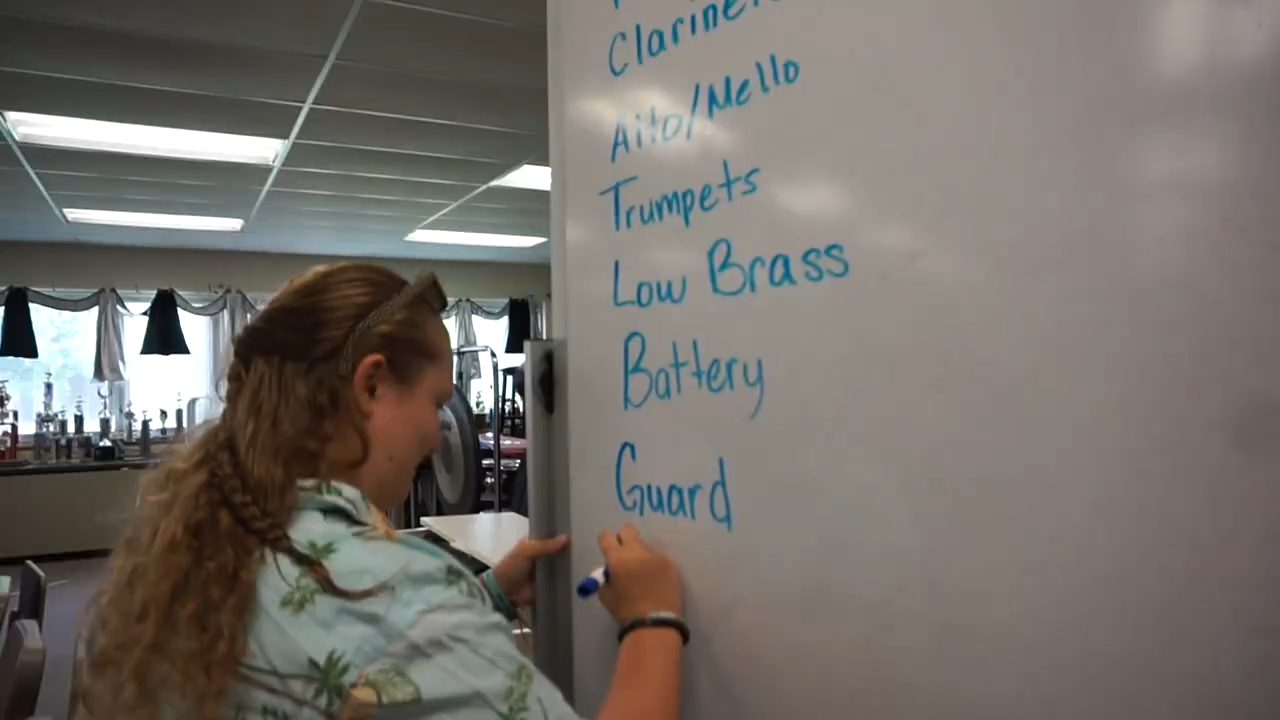 Clarinets
Alto/Mello
Trumpets
Low Brass
Battery
Guard